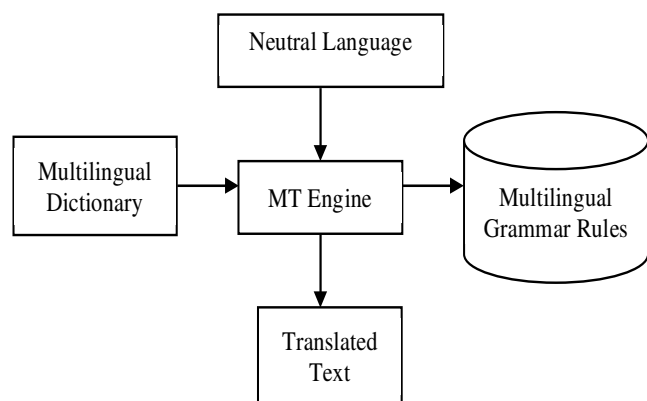 Neutral Language
Multilingual
Dictionary
MT Engine
Multilingual
Grammar Rules
Translated
Text